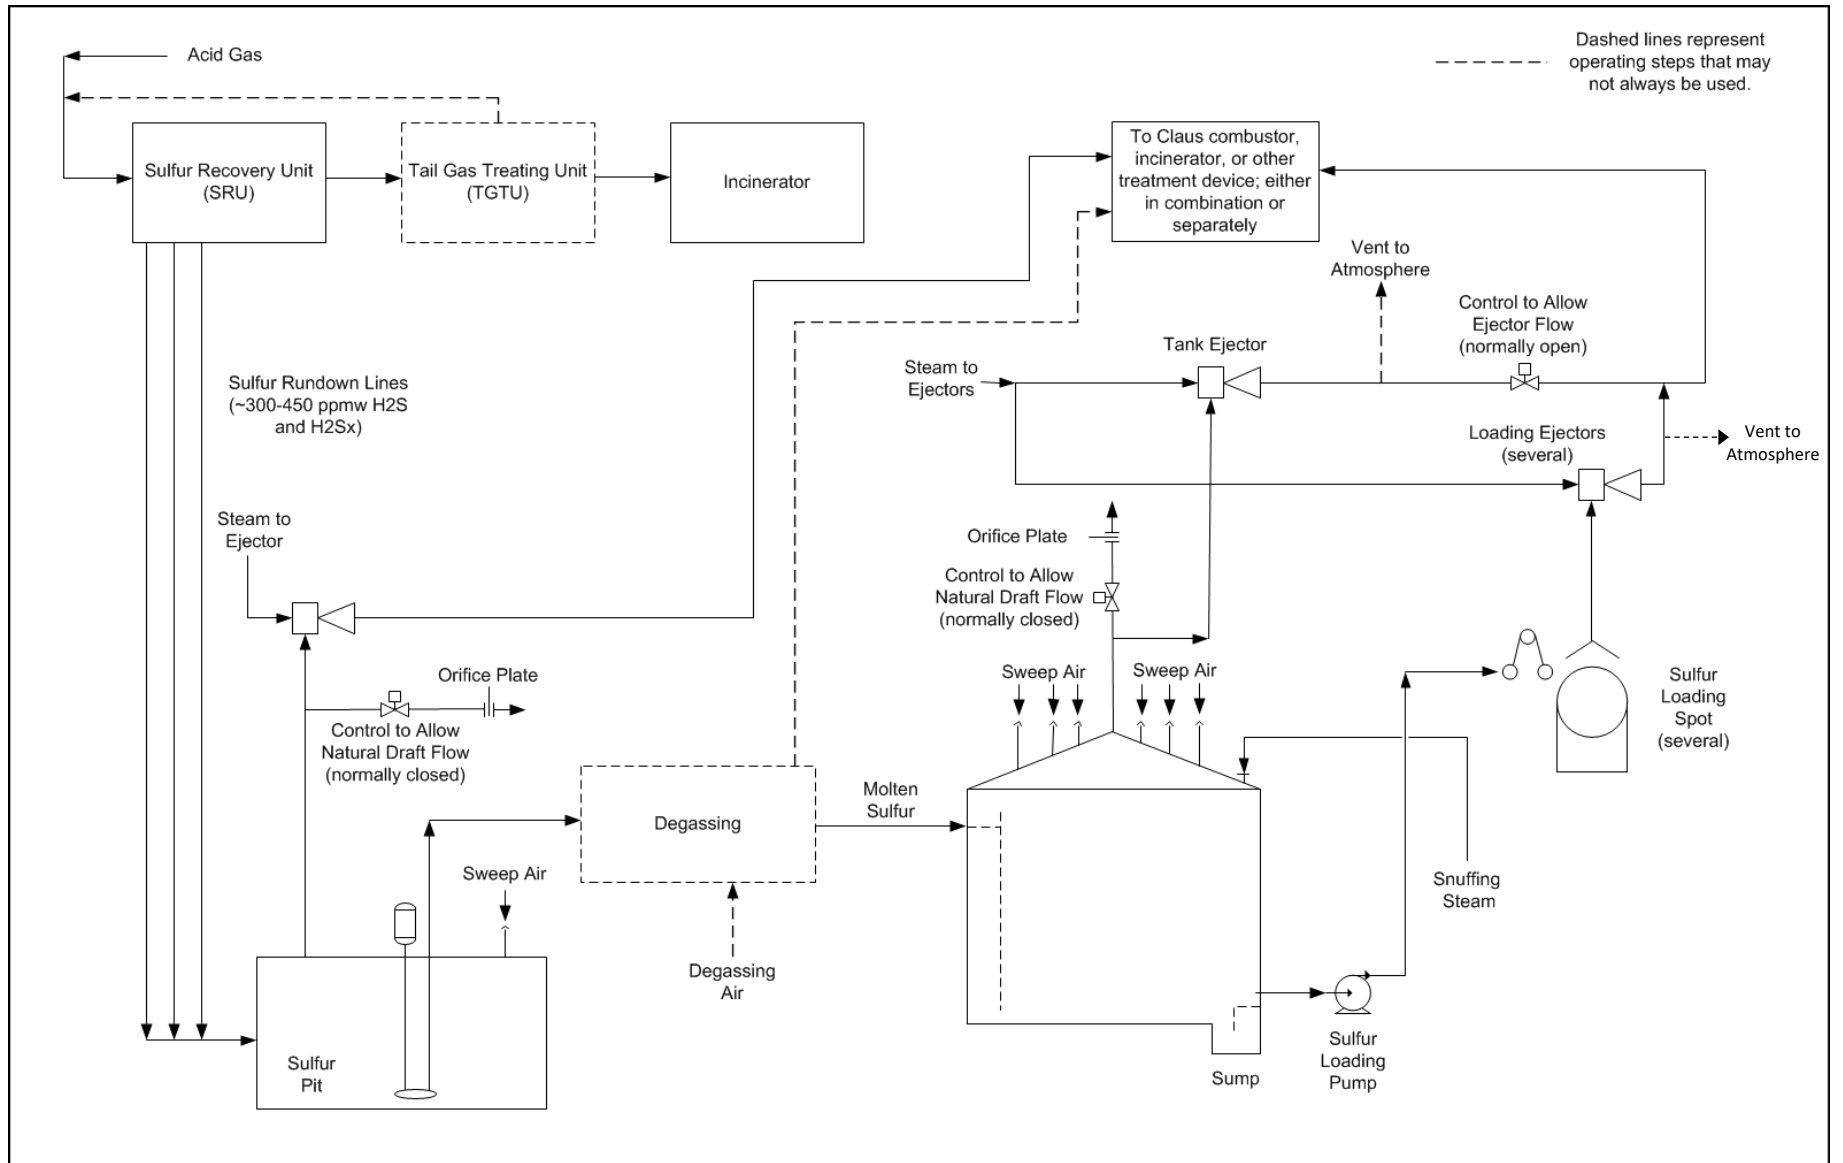 Acid Gas
Dashed lines represent
operating steps that may
not always be used.
Sulfur Recovery Unit
(SRU)
Tail Gas Treating Unit
(TGTU)
Incinerator
To Claus combustor,
incinerator, or other
treatment device; either
in combination or
separately
Vent to
Atmosphere
Control to Allow
Ejector Flow
(normally open)
Tank Ejector
Steam to
Ejectors
Sulfur Rundown Lines
(~300-450 ppmw H2S
and H2Sx)
Loading Ejectors
(several)
Vent to
Atmosphere
Steam to
Ejector
Orifice Plate
Control to Allow
Natural Draft Flow
(normally closed)
Sweep Air
Sweep Air
Orifice Plate
Control to Allow
Natural Draft Flow
(normally closed)
Sulfur
Loading
Spot
(several)
Molten
Sulfur
Degassing
Sweep Air
Snuffing
Steam
Degassing
Air
Sulfur
Pit
Sump
Sulfur
Loading
Pump